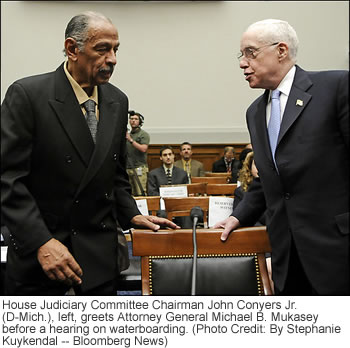 RESERVED
House Judiciary Committee Chairman John Conyers Jr.
(D-Mich.), left, greets Attorney General Michael B. Mukasey
before a hearing on waterboarding. (Photo Credit: By Stephanie
Kuykendal -- Bloomberg News)